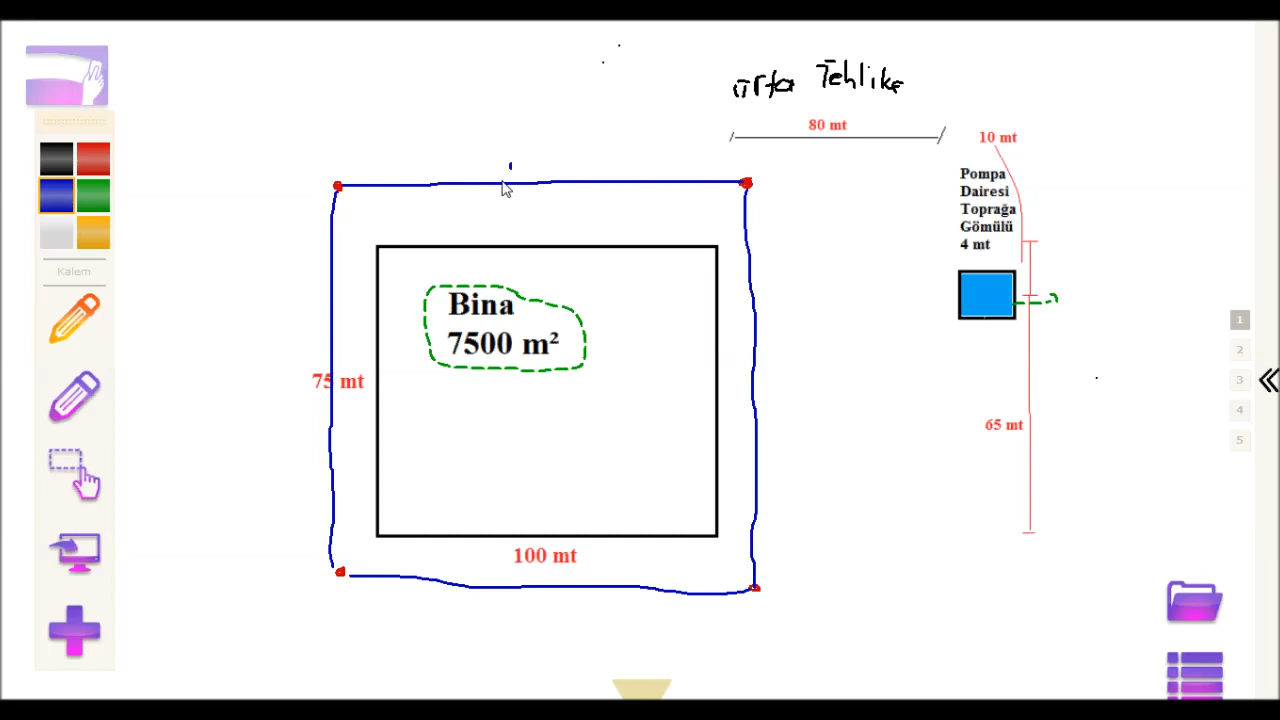 orta Tehlike
80 mt
10 mt
Pompa
Dairesi
Toprağa
Gömülü
4 mt
Bina
7500 m²
75 mt
65 mt
100 mt
Kalem
1
2
3
4
5